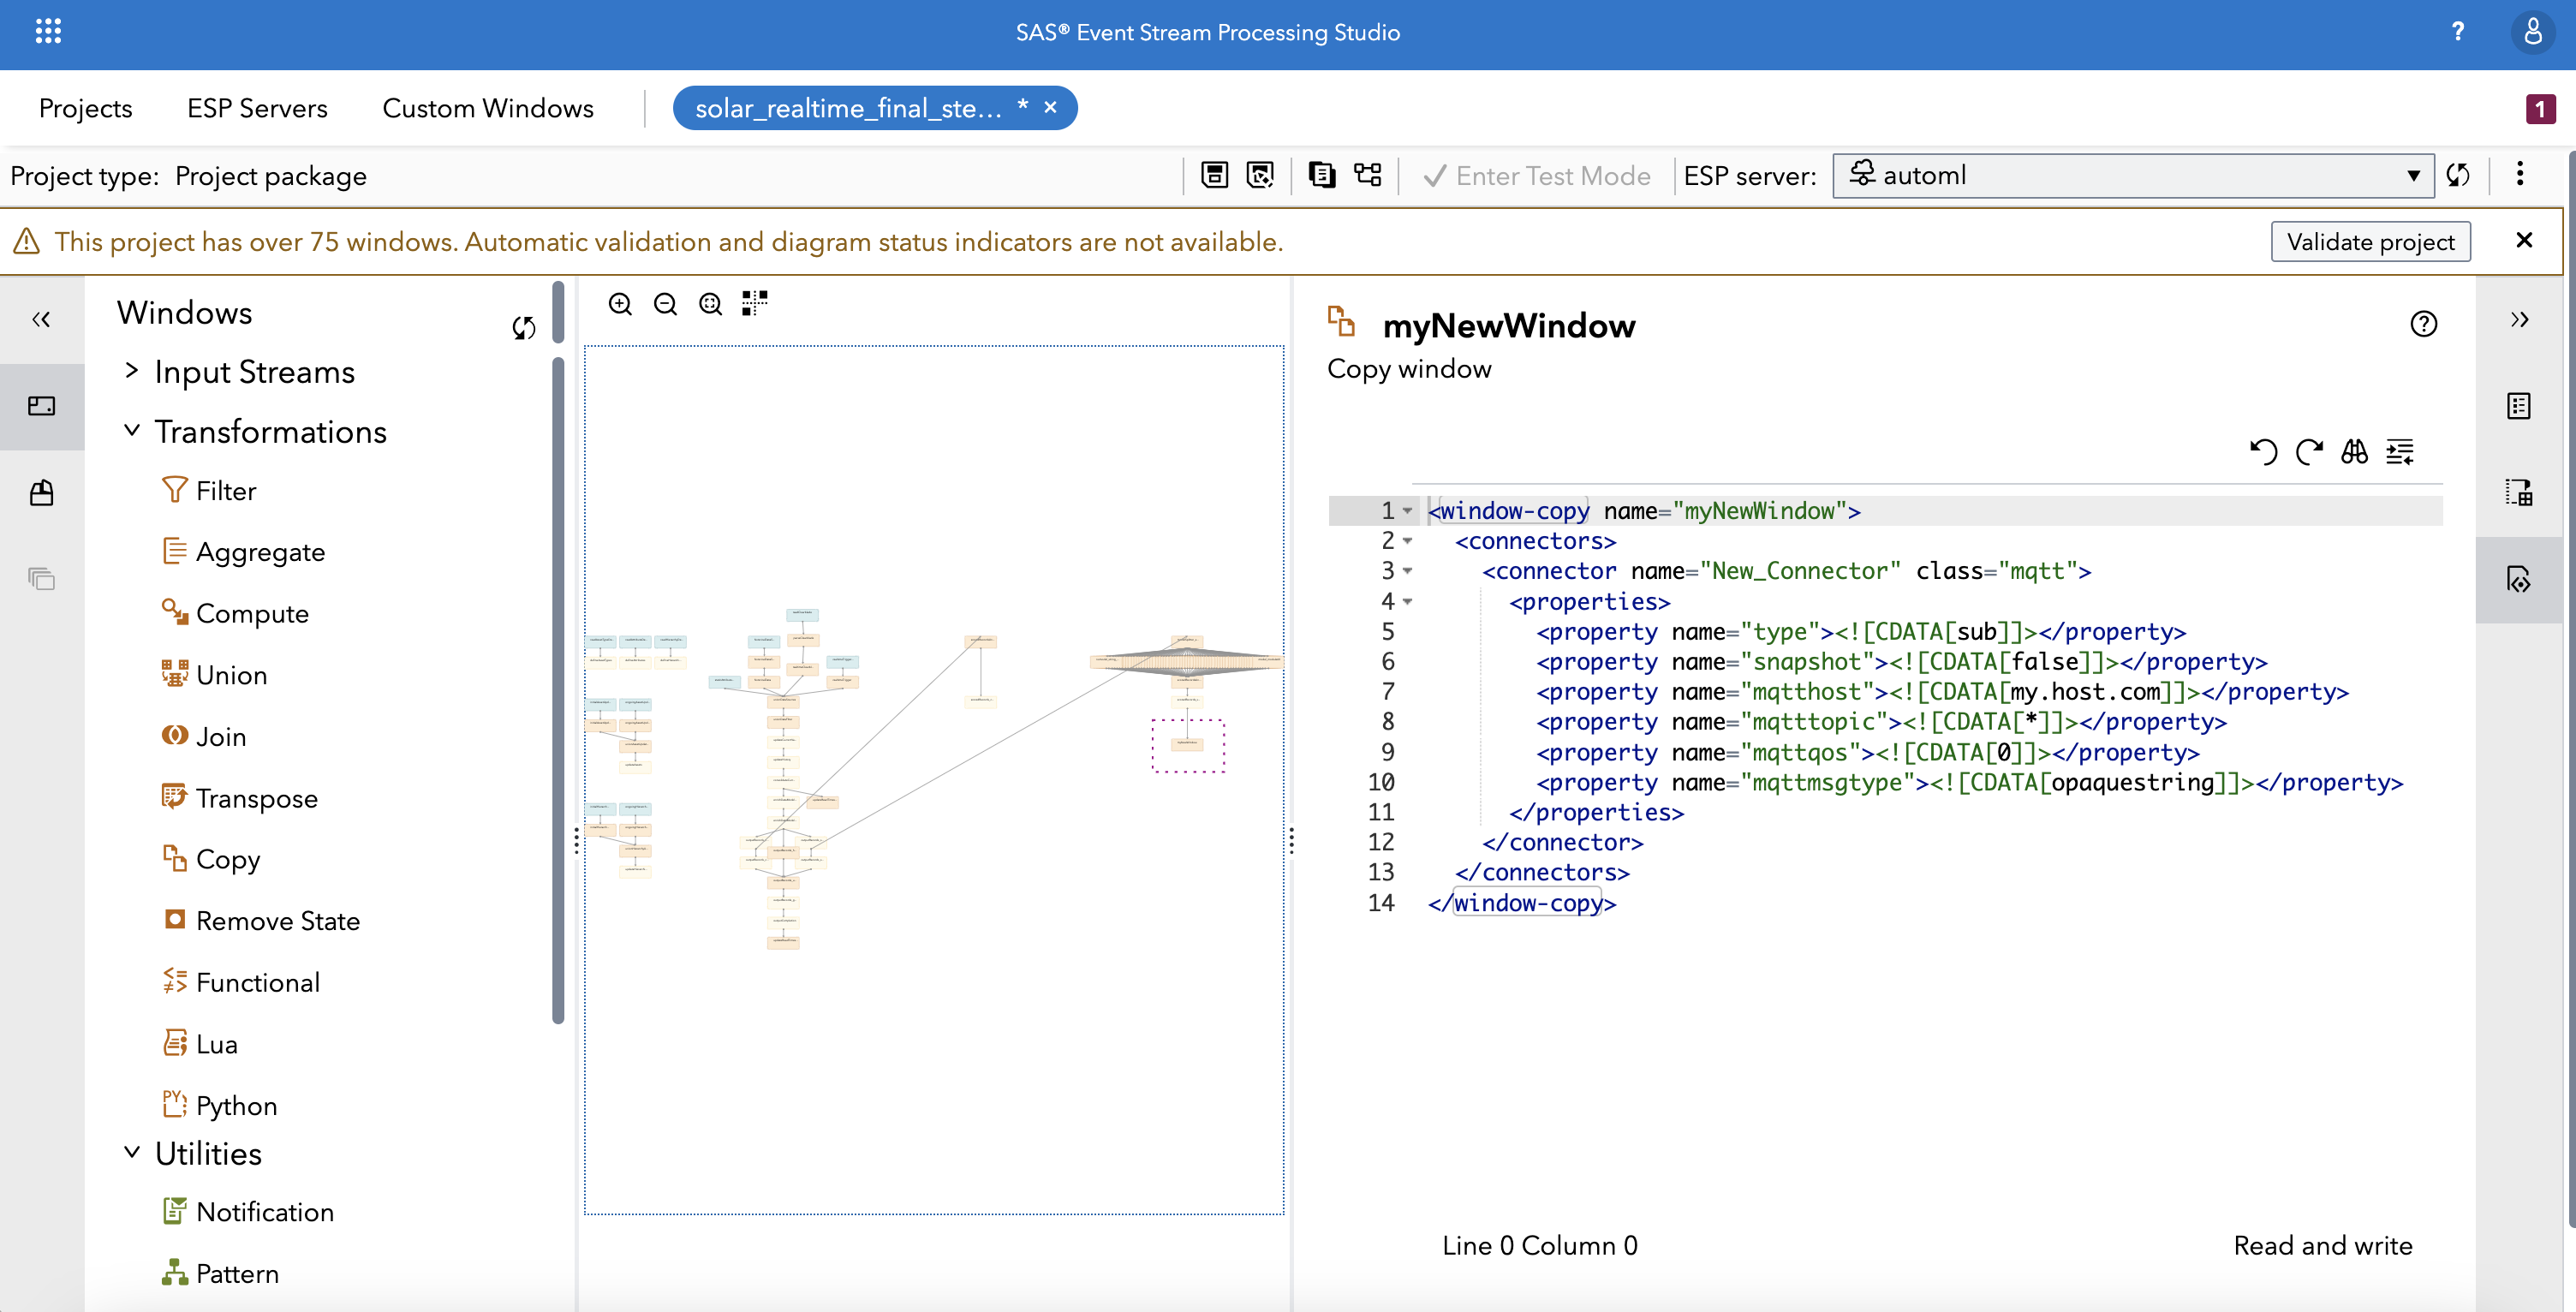 SAS® Event Stream Processing Studio
?
Projects
ESP Servers
Custom Windows
solar_realtime_final_ste... *
1
Project type: Project package
Enter Test Mode
ESP server:
automl
This project has over 75 windows. Automatic validation and diagram status indicators are not available.
Validate project
Windows
Input Streams
Transformations
Filter
Aggregate
Compute
Union
Join
Transpose
Copy
Remove State
Functional
Lua
PY
Python
Utilities
Notification
Pattern
myNewWindow
Copy window
1 <window-copy name="myNewWindow">
2 <connectors>
3 <connector name="New_Connector" class="mqtt">
4 <properties>
5 <property name="type"><![CDATA[sub]]></property>
6 <property name="snapshot"><![CDATA[false]]></property>
7 <property name="mqtthost"><![CDATA[my.host.com]]></property>
8 <property name="mqtttopic"><![CDATA[*]]></property>
9 <property name="mqttqos"><![CDATA[0]]></property>
10 <property name="mqttmsgtype"><![CDATA[opaquestring]]></property>
11 </properties>
12 </connector>
13 </connectors>
14 </window-copy>
Line 0 Column 0
Read and write